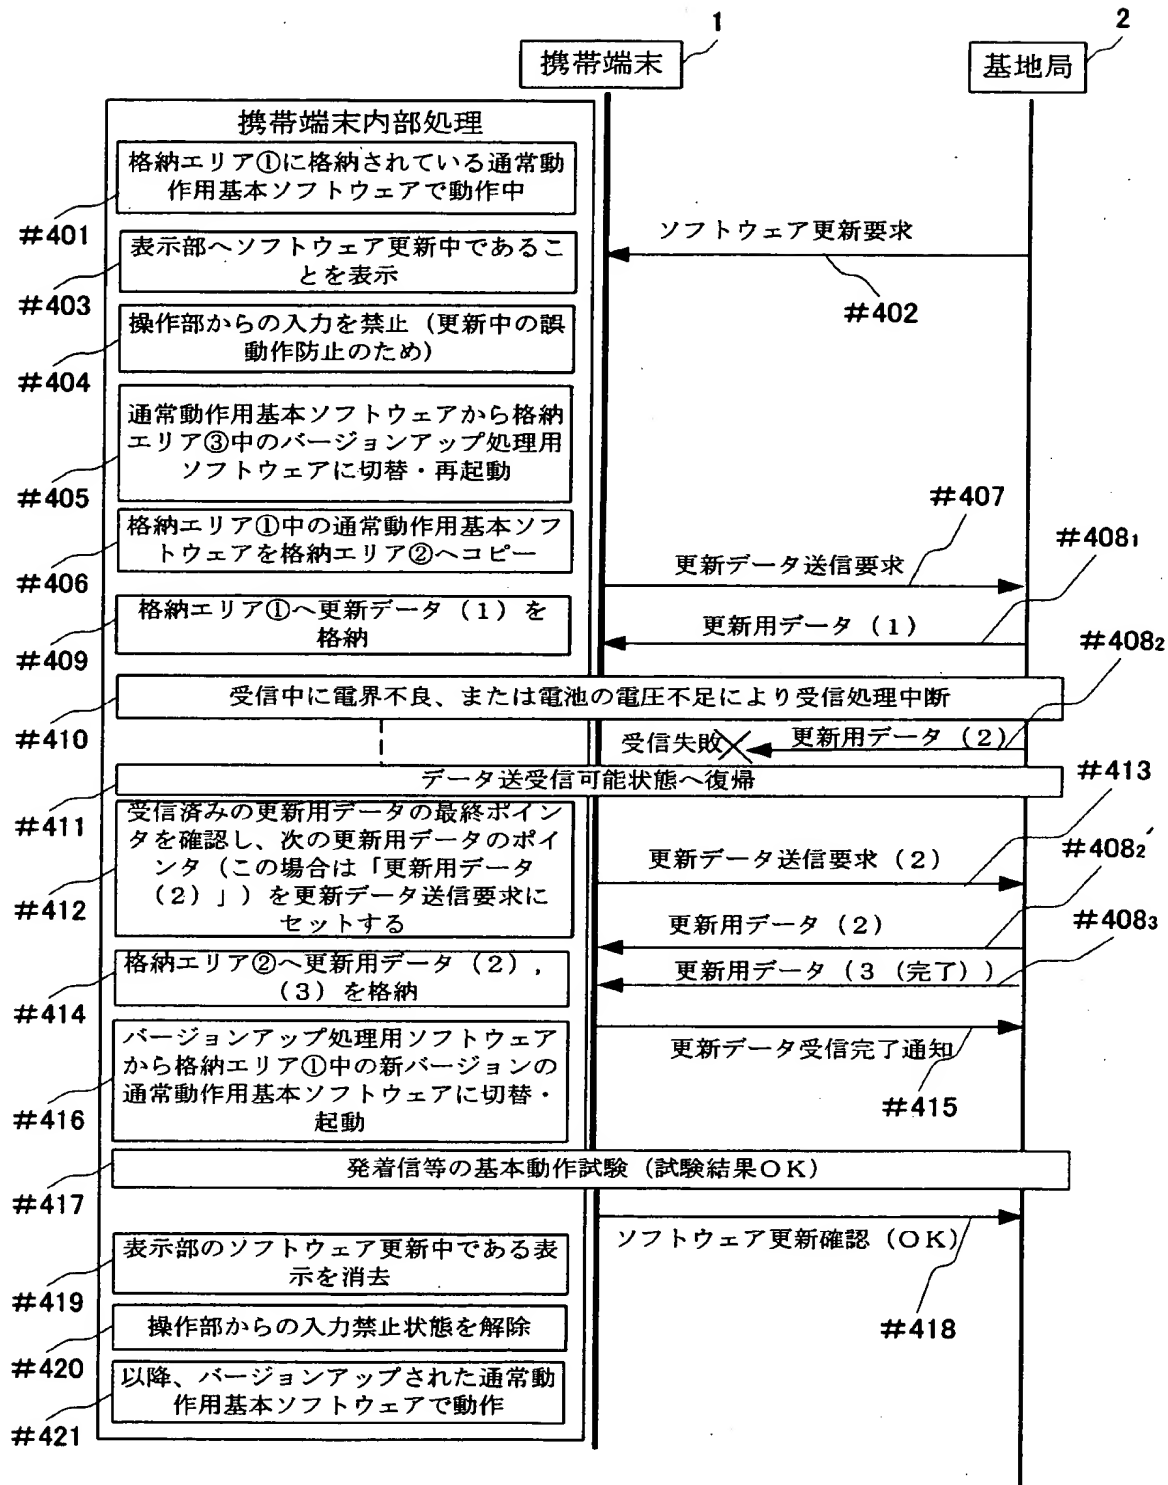 1
2
携帯端末
基地局
携帯端末内部処理
格納エリア①に格納されている通常動
作用基本ソフトウェアで動作中
#401
ソフトウェア更新要求
#402
表示部へソフトウェア更新中であるこ
とを表示
#403
操作部からの入力を禁止（更新中の誤
動作防止のため）
#404
通常動作用基本ソフトウェアから格納
エリア③中のバージョンアップ処理用
ソフトウェアに切替・再起動
#405
#407
格納エリア①中の通常動作用基本ソフ
トウェアを格納エリア②へコピー
#406
更新データ送信要求
#408₁
格納エリア①へ更新データ（１）を
格納
#409
更新用データ（１）
#408₂
受信中に電界不良、または電池の電圧不足により受信処理中断
#410
受信失敗
更新用データ（２）
データ送受信可能状態へ復帰
#411
#413
受信済みの更新用データの最終ポイン
タを確認し、次の更新用データのポイ
ンタ（この場合は「更新用データ
（２）」）を更新データ送信要求に
セットする
#412
更新データ送信要求（２）
#408₂′
更新用データ（２）
#408₃
格納エリア②へ更新用データ（２），
（３）を格納
#414
更新用データ（３（完了））
バージョンアップ処理用ソフトウェア
から格納エリア①中の新バージョンの
通常動作用基本ソフトウェアに切替・
起動
#416
更新データ受信完了通知
#415
発着信等の基本動作試験（試験結果ＯＫ）
#417
ソフトウェア更新確認（ＯＫ）
#418
表示部のソフトウェア更新中である表
示を消去
#419
操作部からの入力禁止状態を解除
#420
以降、バージョンアップされた通常動
作用基本ソフトウェアで動作
#421